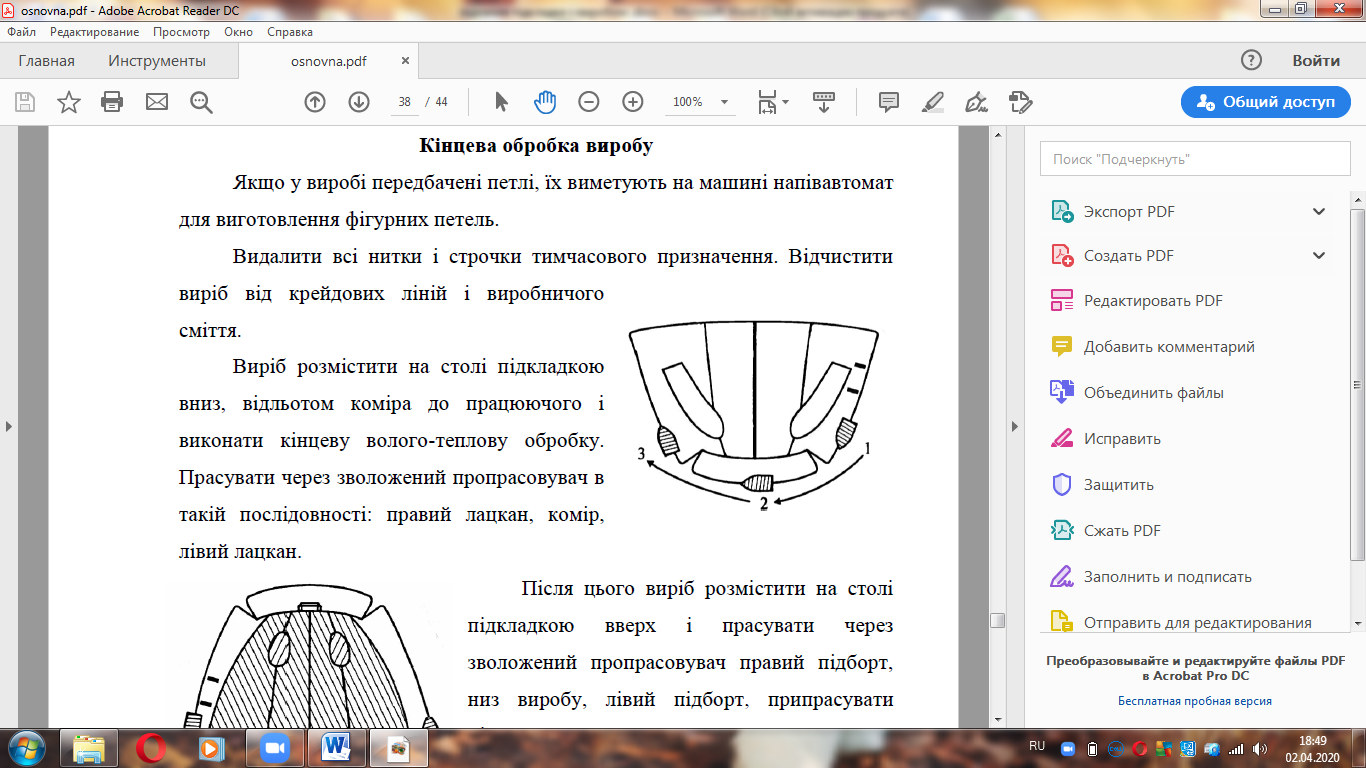 osnovna.pdf - Adobe Acrobat Reader DC
Файл Редактирование Просмотр Окно Справка
Главная Инструменты osnovna.pdf × Войти
38 / 44 100% Общий доступ
Кінцева обробка виробу
Якщо у виробі передбачені петлі, їх виметують на машині напівавтомат
для виготовлення фігурних петель.
Видалити всі нитки і строчки тимчасового призначення. Відчистити
виріб від крейдових ліній і виробничого
сміття.
Виріб розмістити на столі підкладкою
вниз, відльотом коміра до працюючого і
виконати кінцеву волого-теплову обробку.
Прасувати через зволожений пропрасовувач в
такій послідовності: правий лацкан, комір,
лівий лацкан.
3
1
2
Після цього виріб розмістити на столі
підкладкою вверх і прасувати через
зволожений пропрасовувач правий підборт,
низ виробу, лівий підборт, припрасувати
Поиск "Подчеркнуть"
Экспорт PDF
Создать PDF
Редактировать PDF
Добавить комментарий
Объединить файлы
Исправить
Защитить
Сжать PDF
Заполнить и подписать
Отправить для редактирования
Преобразовывайте и редактируйте файлы PDF
в Acrobat Pro DC
Бесплатная пробная версия
RU
18:49
02.04.2020